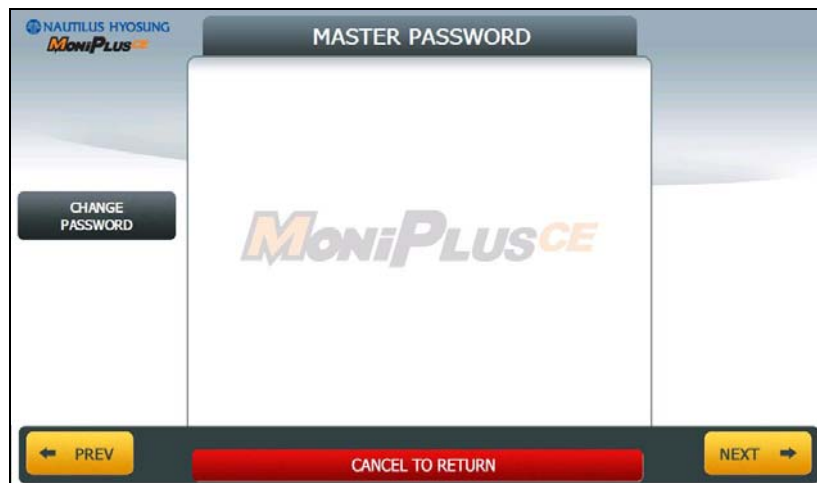 NAUTILUS HYOSUNG
MONiPLUSCE
MASTER PASSWORD
CHANGE
PASSWORD
MONiPLUSCE
PREV
CANCEL TO RETURN
NEXT